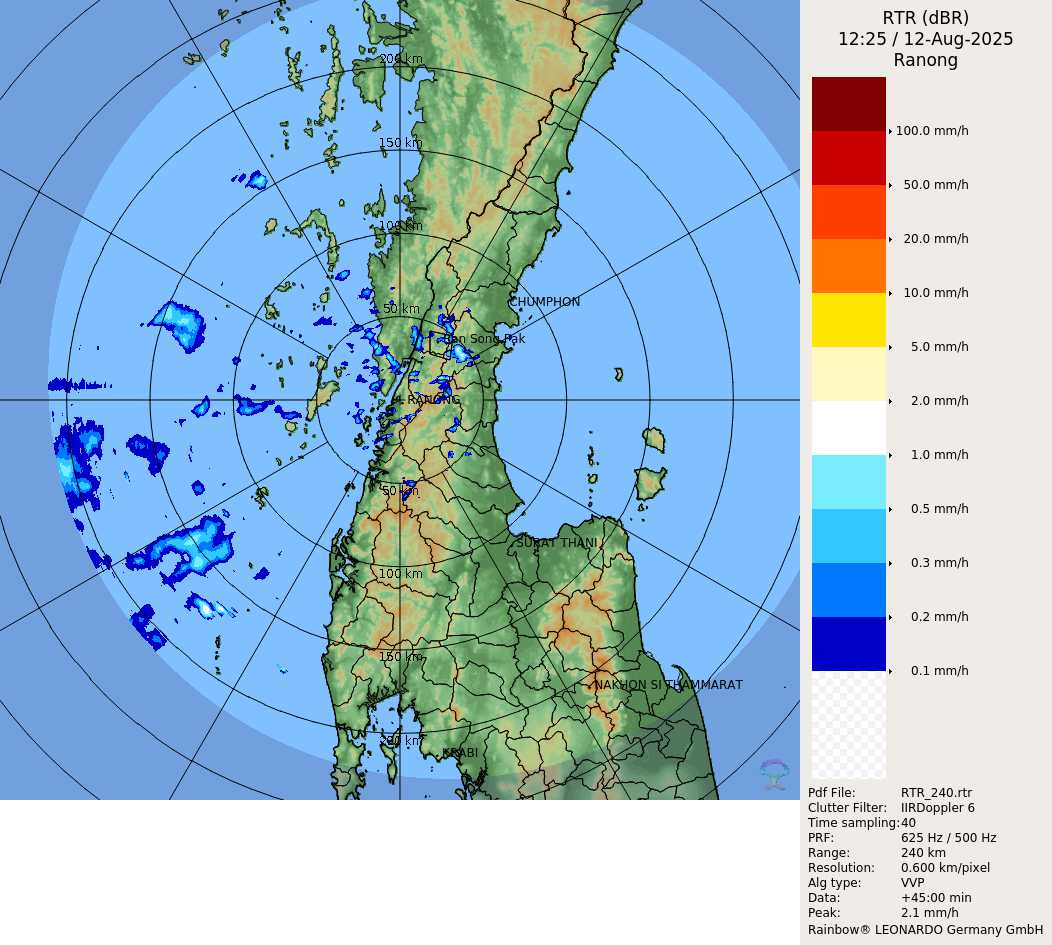 RTR (dBR)
12:25 / 12-Aug-2025
Ranong
200 km
150 km
100 km
50 km
CHUMPHON
Ban Song Pak
RANONG
50 km
SURAT THANI
100 km
150 km
NAKHON SI THAMMARAT
200 km
KRABI
100.0 mm/h
50.0 mm/h
20.0 mm/h
10.0 mm/h
5.0 mm/h
2.0 mm/h
1.0 mm/h
0.5 mm/h
0.3 mm/h
0.2 mm/h
0.1 mm/h
Pdf File: RTR_240.rtr
Clutter Filter: IIRDoppler 6
Time sampling:40
PRF: 625 Hz / 500 Hz
Range: 240 km
Resolution: 0.600 km/pixel
Alg type: VVP
Data: +45:00 min
Peak: 2.1 mm/h
Rainbow® LEONARDO Germany GmbH